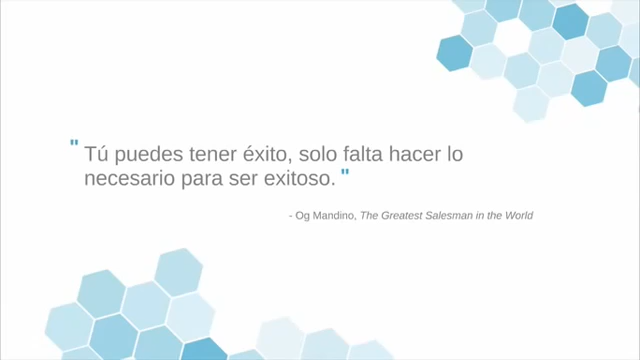 " Tú puedes tener éxito, solo falta hacer lo
necesario para ser exitoso. "
- Og Mandino, The Greatest Salesman in the World